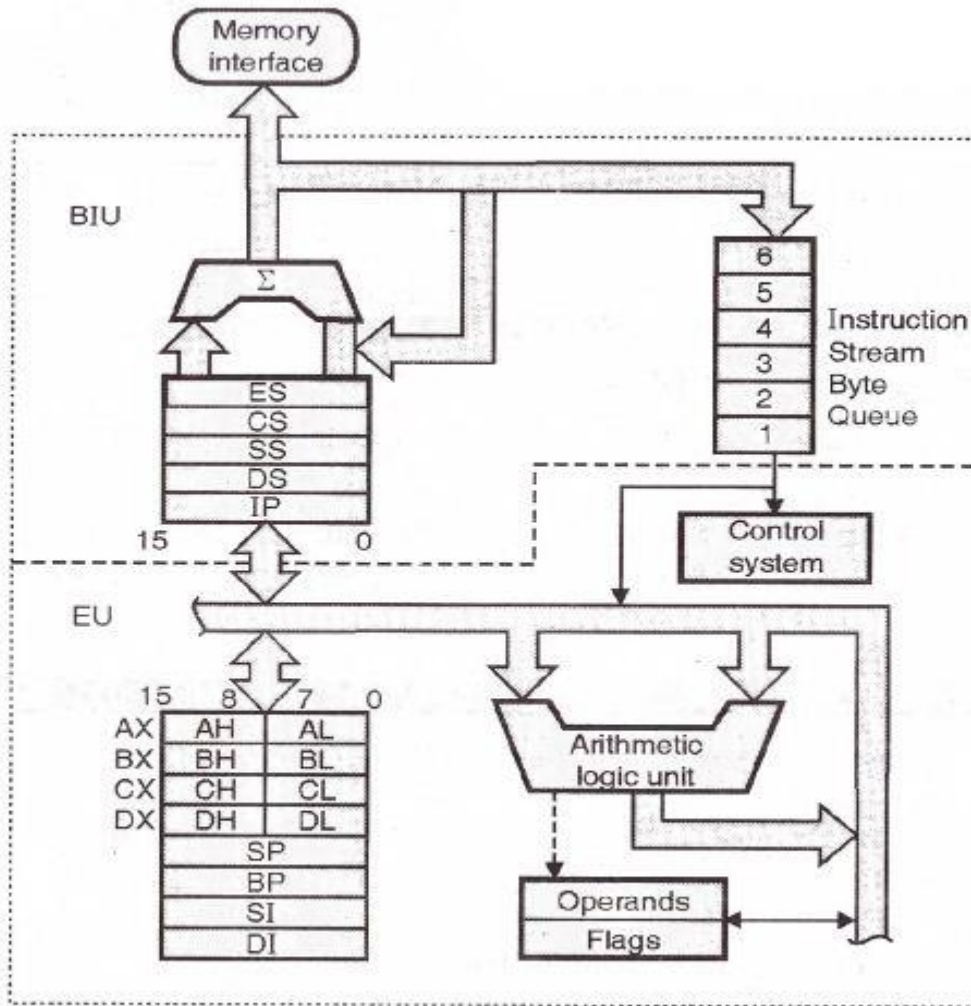 Memory
interface
BIU
Σ
6
5
4
3
2
1
Instruction
Stream
Byte
Queue
ES
CS
SS
DS
IP
15 0
Control
system
EU
15 8 7 0
AX AH AL
BX BH BL
CX CH CL
DX DH DL
SP
BP
SI
DI
Arithmetic
logic unit
Operands
Flags